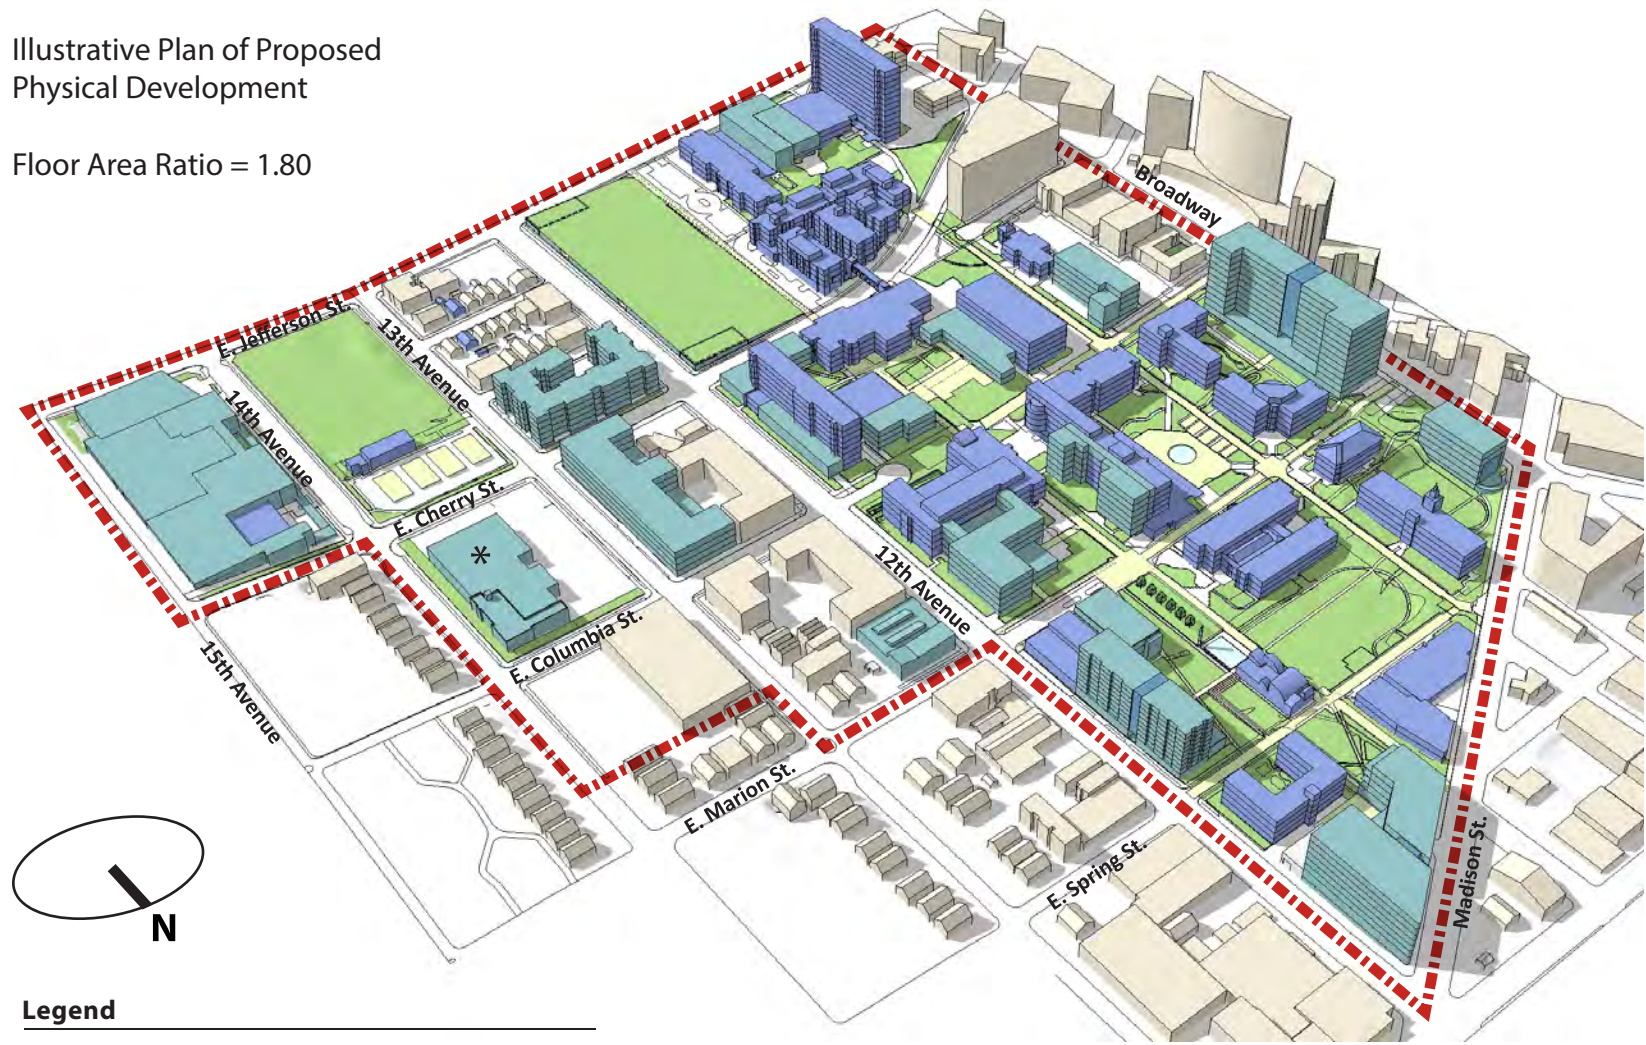 Illustrative Plan of Proposed
Physical Development
Floor Area Ratio = 1.80
Broadway
E. Jefferson St.
13th Avenue
14th Avenue
E. Cherry St.
*
12th Avenue
E. Columbia St.
15th Avenue
E. Marion St.
E. Spring St.
Madison St.
N
Legend